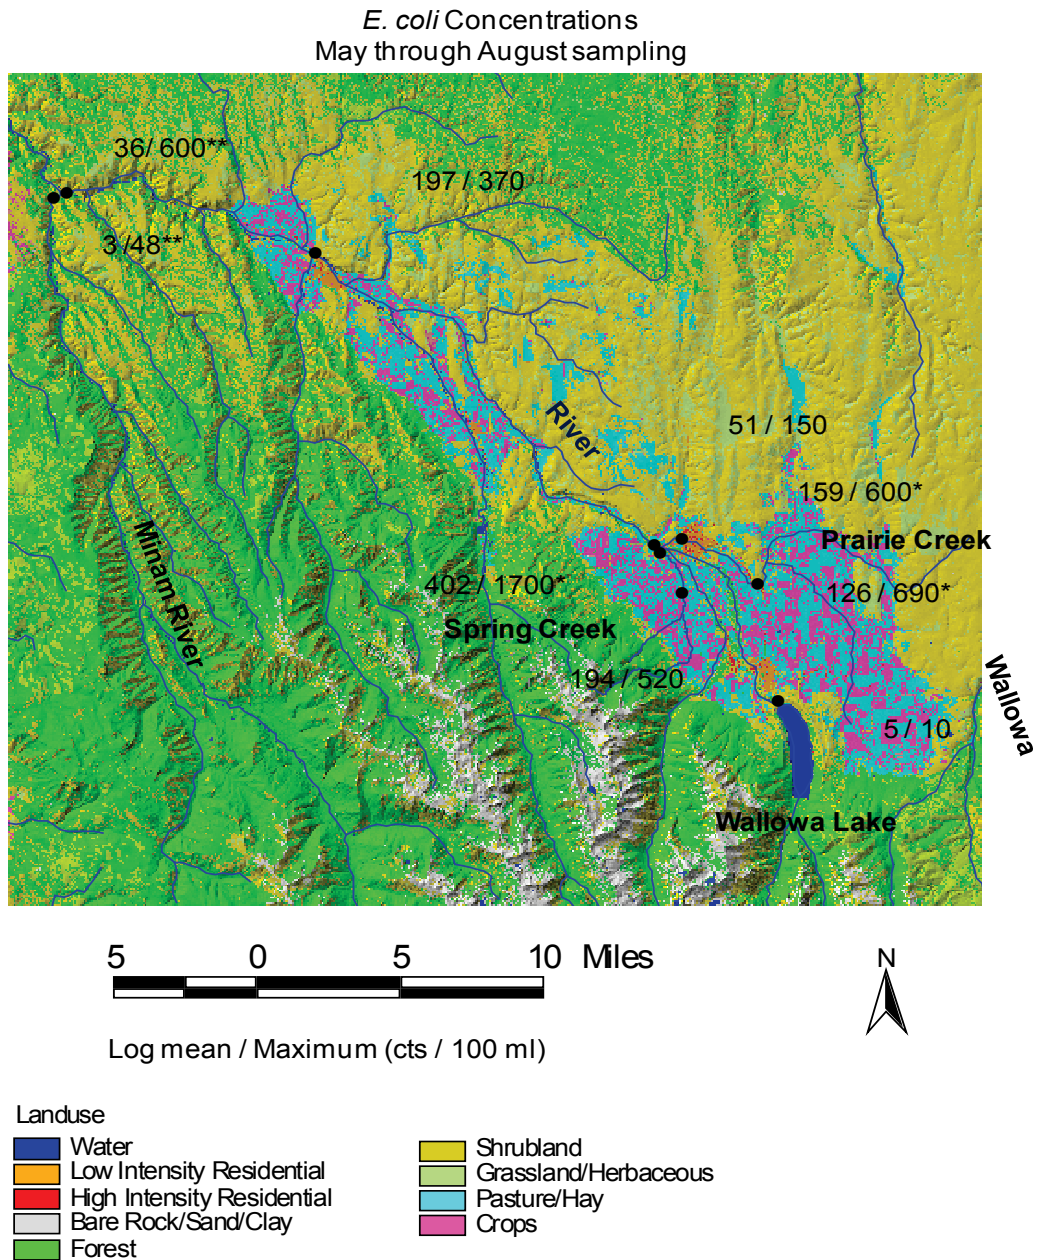 E. coli Concentrations
May through August sampling
36/ 600**
197 / 370
3 /48**
River
51 / 150
159 / 600*
Prairie Creek
Minam River
402 / 1700*
126 / 690*
Spring Creek
194 / 520
Wallowa
5 / 10
Wallowa Lake
5 0 5 10 Miles
N
Log mean / Maximum (cts / 100 ml)
Landuse
Water
Low Intensity Residential
High Intensity Residential
Bare Rock/Sand/Clay
Forest
Shrubland
Grassland/Herbaceous
Pasture/Hay
Crops